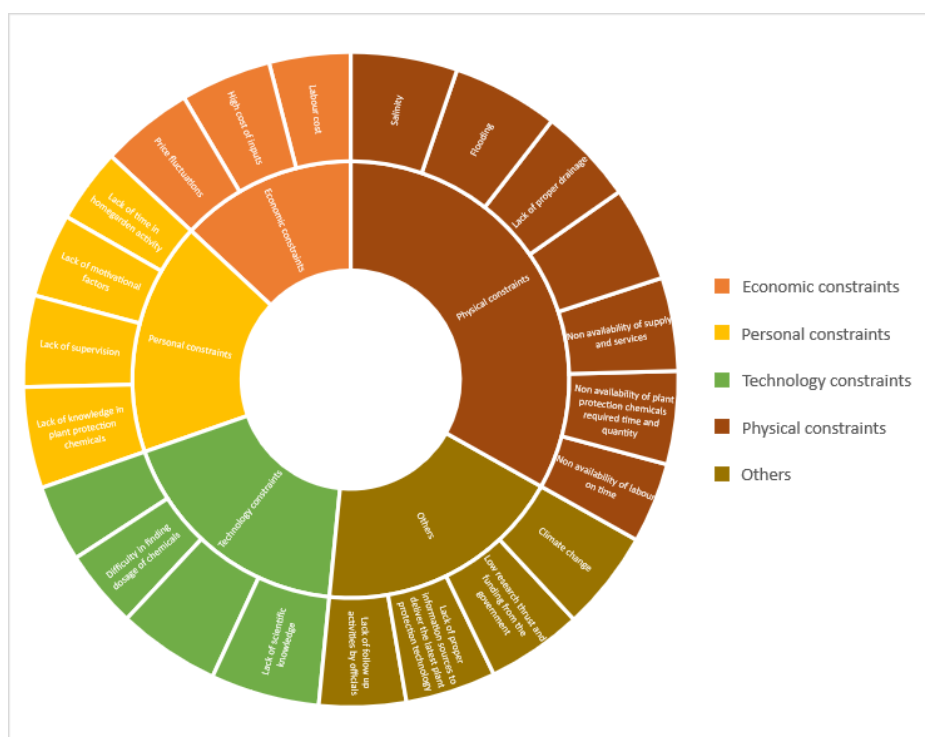 Labour cost
High cost of inputs
Price fluctuations
Economic constraints
Lack of time in
homegarden activity
Lack of motivational
factors
Lack of supervision
Lack of knowledge in
plant protection
chemicals
Personal constraints
Difficulty in finding
dosage of chemicals
Lack of scientific
knowledge
Technology constraints
Salinity
Flooding
Lack of proper drainage
Non availability of supply
and services
Non availability of plant
protection chemicals
required time and
quantity
Non availability of labour
on time
Physical constraints
Climate change
Low research thrust and
funding from the
government
Lack of proper
information sources to
deliver the latest plant
protection technology
Lack of follow up
activities by officials
Others
Economic constraints
Personal constraints
Technology constraints
Physical constraints
Others